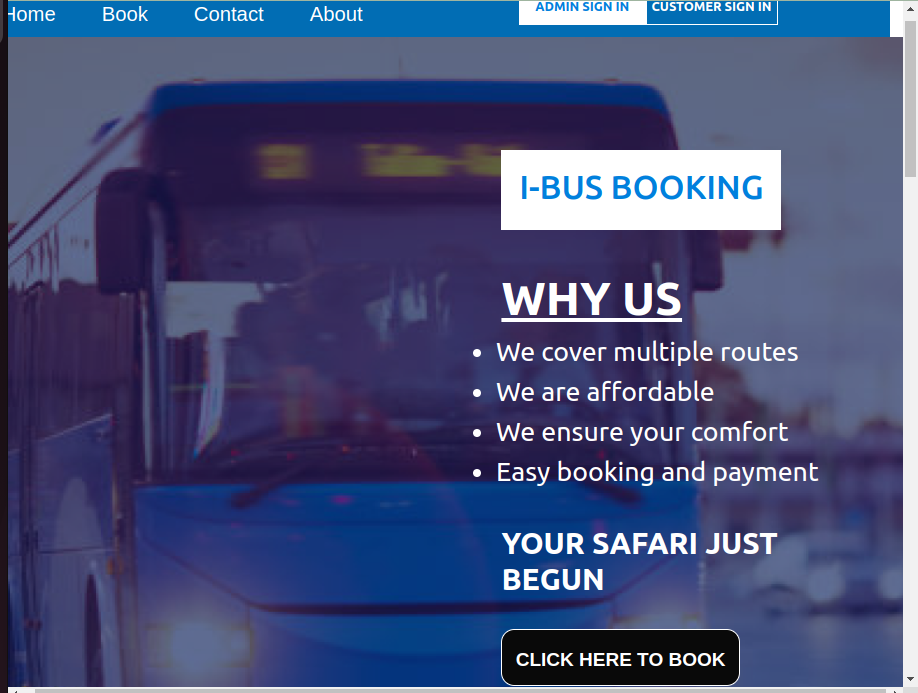 Home Book Contact About ADMIN SIGN IN CUSTOMER SIGN IN
I-BUS BOOKING
WHY US
We cover multiple routes
We are affordable
We ensure your comfort
Easy booking and payment
YOUR SAFARI JUST
BEGUN
CLICK HERE TO BOOK